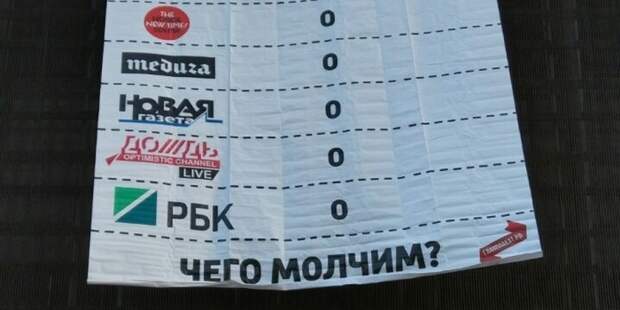 THE NEW TIMES 0
meduza 0
НОВАЯ газета 0
ДОЖДЬ
OPTIMISTIC CHANNEL
LIVE 0
РБК 0
ЧЕГО МОЛЧИМ?